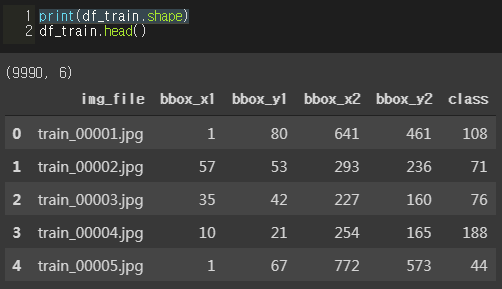 1 print(df_train.shape)
2 df_train.head()
(9990, 6)
img_file bbox_x1 bbox_y1 bbox_x2 bbox_y2 class
0 train_00001.jpg 1 80 641 461 108
1 train_00002.jpg 57 53 293 236 71
2 train_00003.jpg 35 42 227 160 76
3 train_00004.jpg 10 21 254 165 188
4 train_00005.jpg 1 67 772 573 44